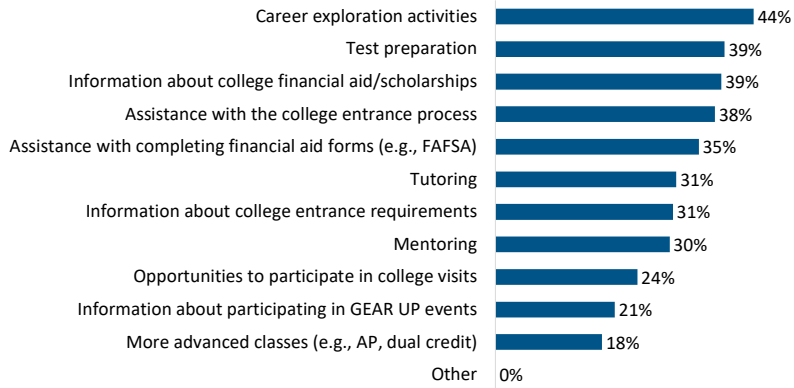 Career exploration activities 44%
Test preparation 39%
Information about college financial aid/scholarships 39%
Assistance with the college entrance process 38%
Assistance with completing financial aid forms (e.g., FAFSA) 35%
Tutoring 31%
Information about college entrance requirements 31%
Mentoring 30%
Opportunities to participate in college visits 24%
Information about participating in GEAR UP events 21%
More advanced classes (e.g., AP, dual credit) 18%
Other 0%